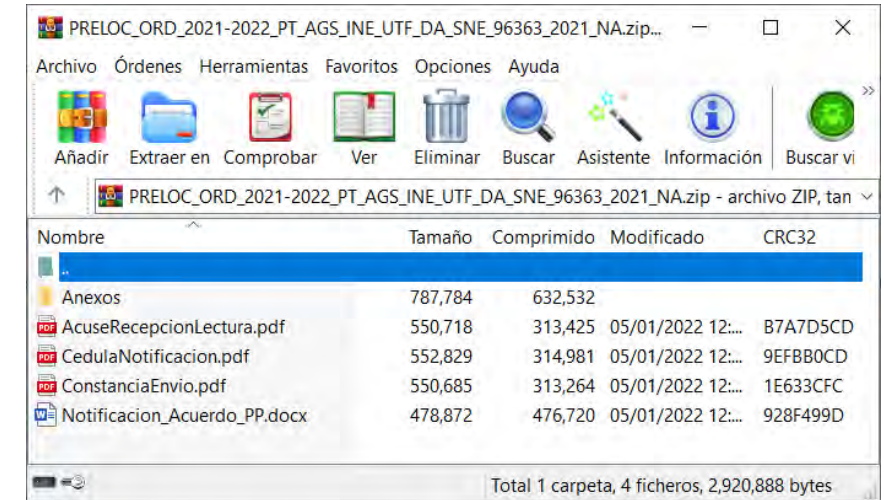 PRELOC_ORD_2021-2022_PT_AGS_INE_UTF_DA_SNE_96363_2021_NA.zip...
Archivo Órdenes Herramientas Favoritos Opciones Ayuda
Añadir Extraer en Comprobar Ver Eliminar Buscar Asistente Información Buscar vi
PRELOC_ORD_2021-2022_PT_AGS_INE_UTF_DA_SNE_96363_2021_NA.zip - archivo ZIP, tan
Nombre Tamaño Comprimido Modificado CRC32
..
Anexos 787,784 632,532
AcuseRecepcionLectura.pdf 550,718 313,425 05/01/2022 12:... B7A7D5CD
CedulaNotificacion.pdf 552,829 314,981 05/01/2022 12:... 9EFBB0CD
ConstanciaEnvio.pdf 550,685 313,264 05/01/2022 12:... 1E633CFC
Notificacion_Acuerdo_PP.docx 478,872 476,720 05/01/2022 12:... 928F499D
Total 1 carpeta, 4 ficheros, 2,920,888 bytes